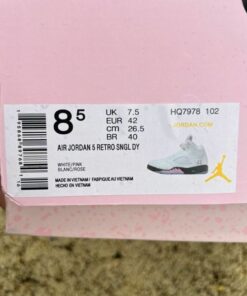 8⁵
UK 7.5
EUR 42
cm 26.5
BR 40
HQ7978 102
JORDAN.COM
AIR JORDAN 5 RETRO SNGL DY
WHITE/PINK
BLANC/ROSE
MADE IN VIETNAM / FABRIQUÉ AU VIETNAM
HECHO EN VIETNAM